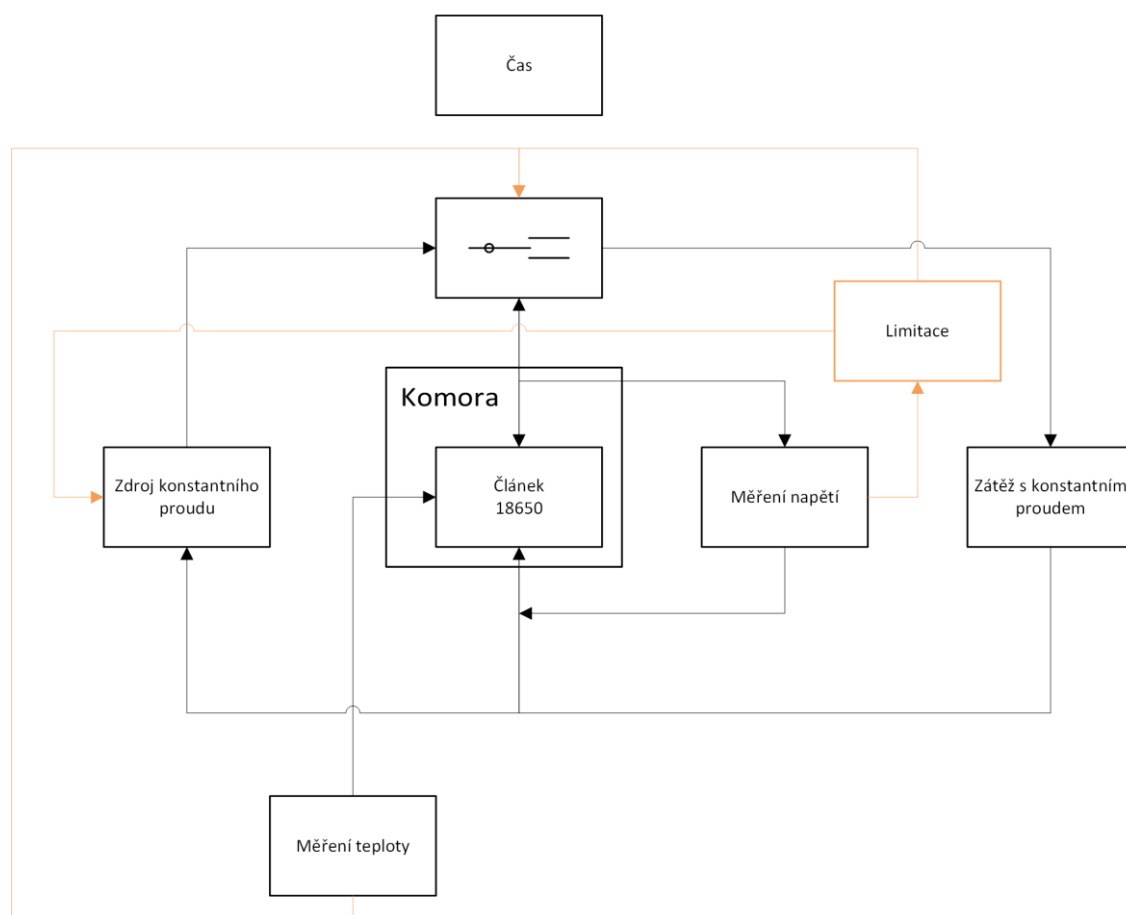 Čas
Limitace
Komora
Zdroj konstantního
proudu
Článek
18650
Měření napětí
Zátěž s konstantním
proudem
Měření teploty